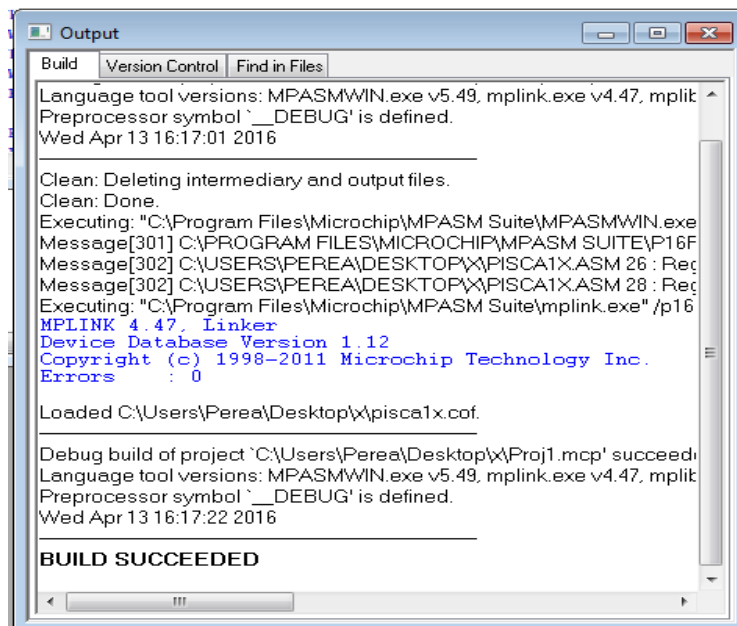 Output
Build Version Control Find in Files
Language tool versions: MPASMWIN.exe v5.49, mplink.exe v4.47, mplib
Preprocessor symbol `__DEBUG' is defined.
Wed Apr 13 16:17:01 2016
Clean: Deleting intermediary and output files.
Clean: Done.
Executing: "C:\Program Files\Microchip\MPASM Suite\MPASMWIN.exe
Message[301] C:\PROGRAM FILES\MICROCHIP\MPASM SUITE\P16F
Message[302] C:\USERS\PEREA\DESKTOP\X\PISCA1X.ASM 26 : Reg
Message[302] C:\USERS\PEREA\DESKTOP\X\PISCA1X.ASM 28 : Reg
Executing: "C:\Program Files\Microchip\MPASM Suite\mplink.exe" /p16
MPLINK 4.47, Linker
Device Database Version 1.12
Copyright (c) 1998-2011 Microchip Technology Inc.
Errors : 0
Loaded C:\Users\Perea\Desktop\x\pisca1x.cof.
Debug build of project `C:\Users\Perea\Desktop\x\Proj1.mcp' succeed
Language tool versions: MPASMWIN.exe v5.49, mplink.exe v4.47, mplib
Preprocessor symbol `__DEBUG' is defined.
Wed Apr 13 16:17:22 2016
BUILD SUCCEEDED